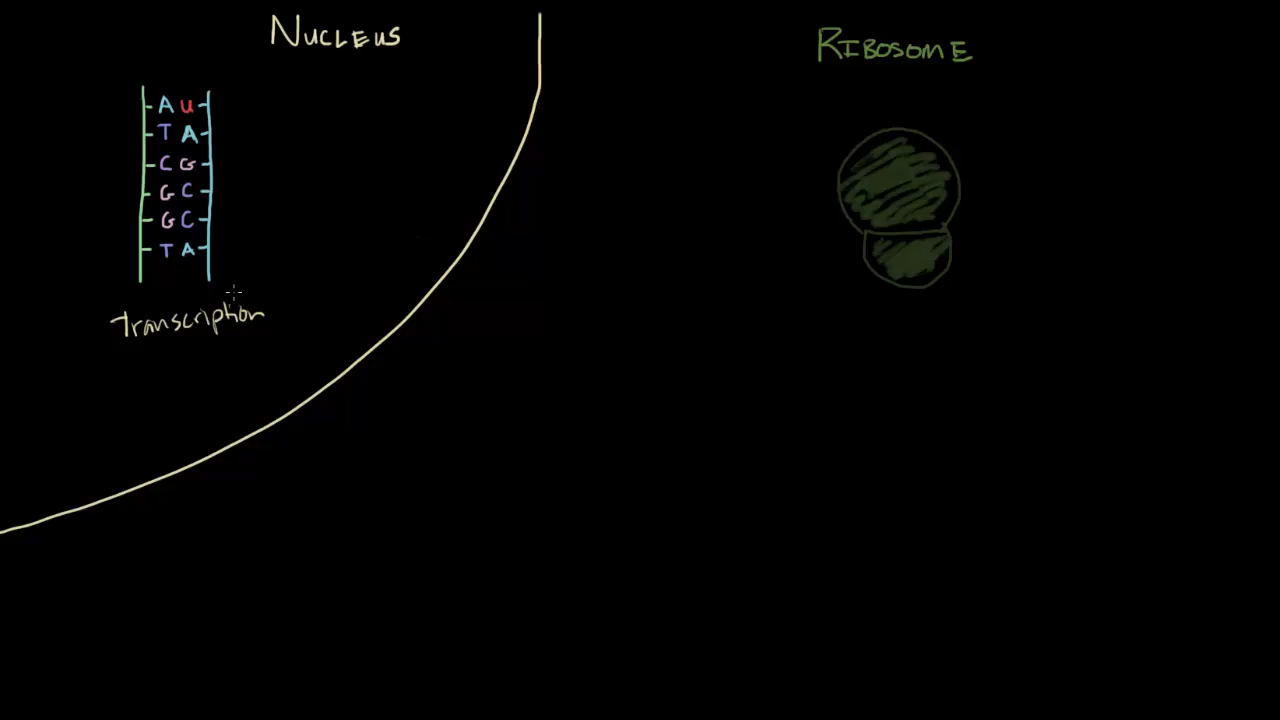 NUCLEUS
RIBOSOME
A U
T A
C G
G C
G C
T A
Transcription